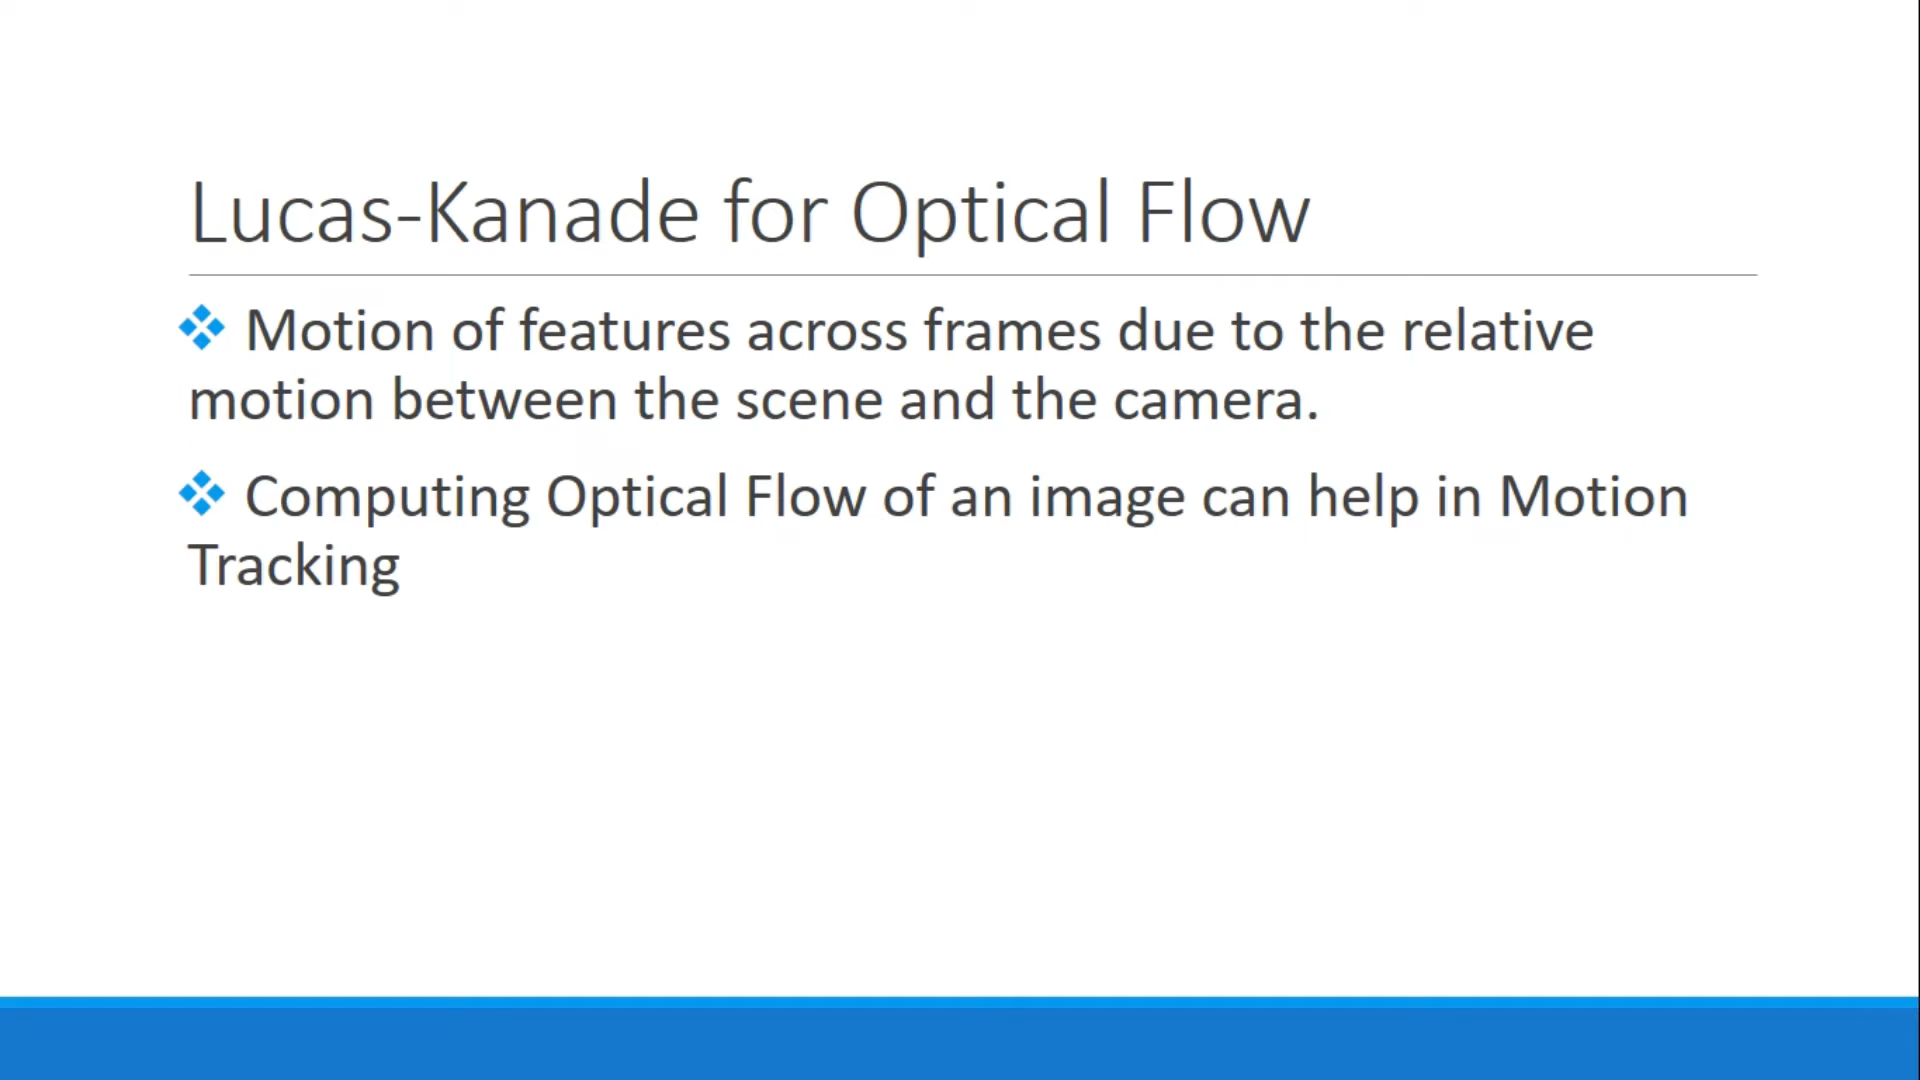 Lucas-Kanade for Optical Flow
❖ Motion of features across frames due to the relative
motion between the scene and the camera.
❖ Computing Optical Flow of an image can help in Motion
Tracking